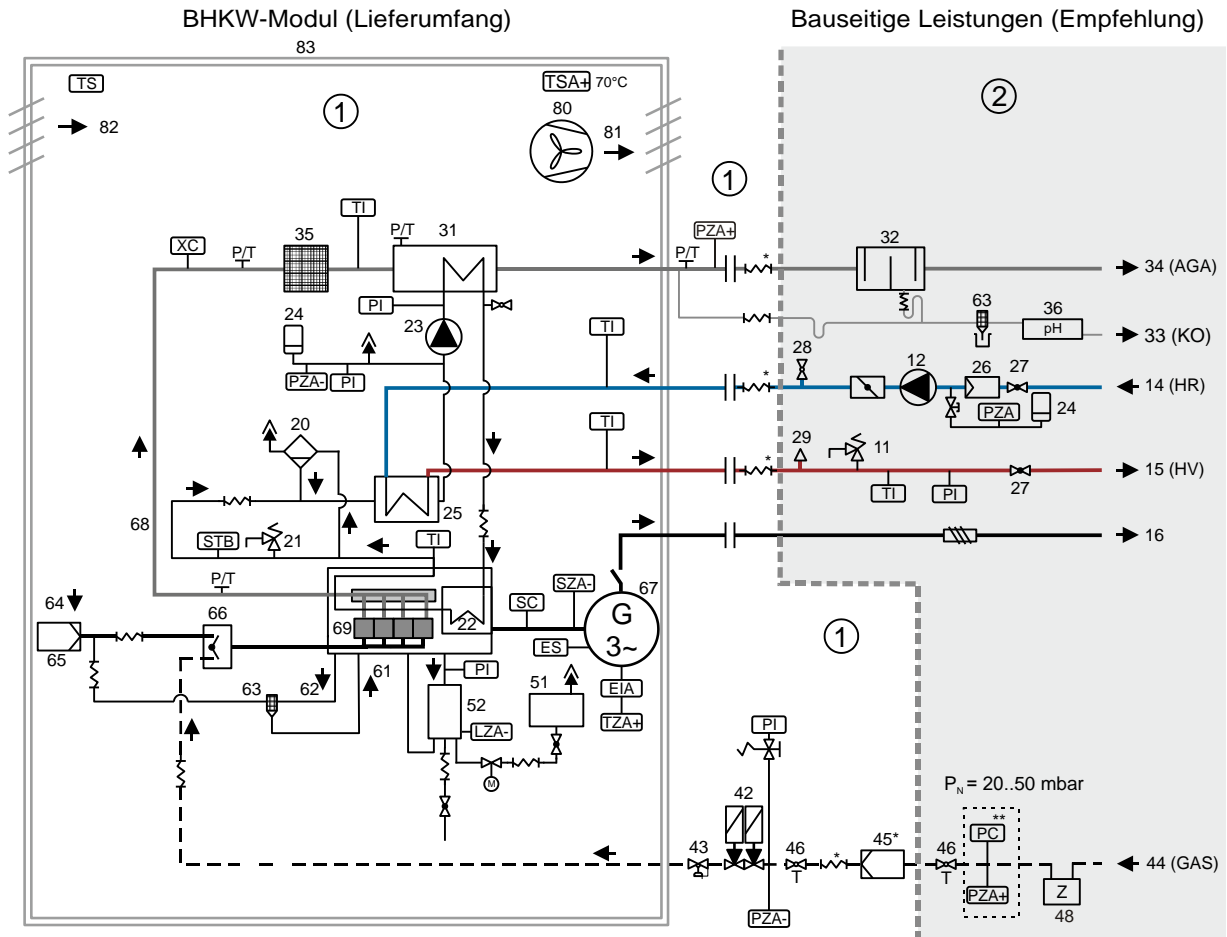 BHKW-Modul (Lieferumfang)
Bauseitige Leistungen (Empfehlung)
83
TS
TSA+ 70°C
1
2
80
82
81
1
TI
PZA+
XC
P/T
35
P/T
31
P/T
*
32
34 (AGA)
PI
24
23
63
36
pH
33 (KO)
TI
28
12
26
27
PZA-
PI
*
14 (HR)
PZA
24
20
TI
29
11
*
15 (HV)
TI
PI
27
25
68
STB
21
TI
16
P/T
SZA-
67
64
SC
G
3~
66
69
22
1
65
ES
61
PI
63
62
51
EIA
52
TZA+
LZA-
PI
M
42
P_N = 20..50 mbar
**
43
46
*
45*
46
PC
44 (GAS)
PZA+
Z
PZA-
48